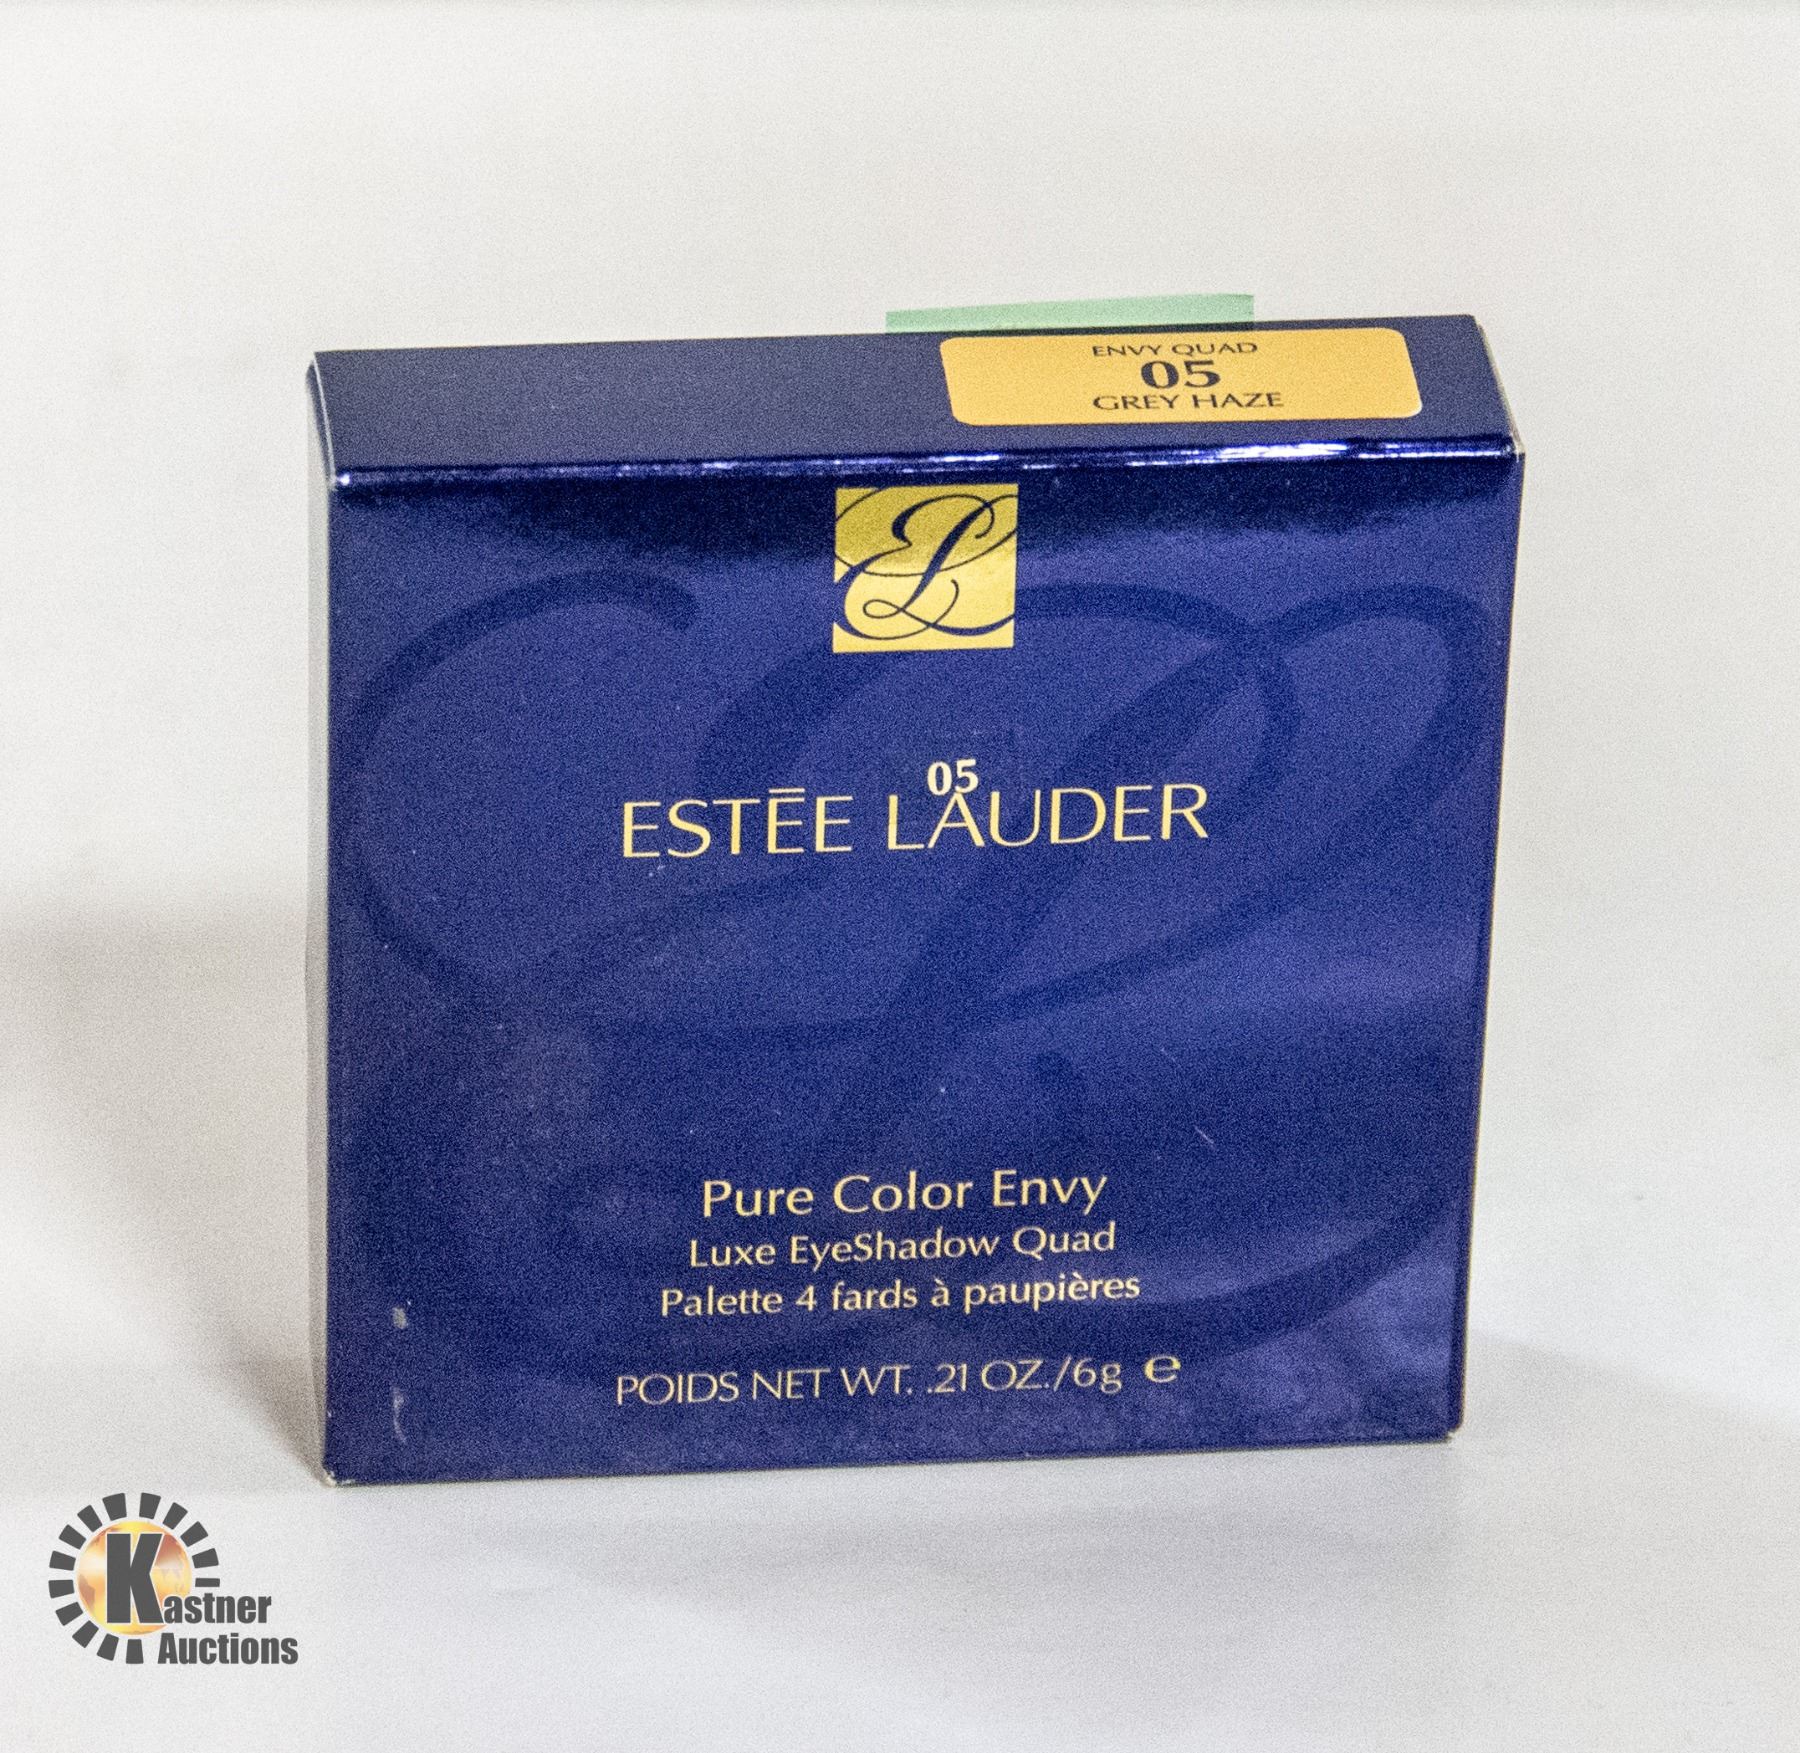 ENVY QUAD
05
GREY HAZE
EL
05
ESTĒE LAUDER
Pure Color Envy
Luxe EyeShadow Quad
Palette 4 fards à paupières
POIDS NET WT. .21 OZ./6g ℮
Kastner
Auctions